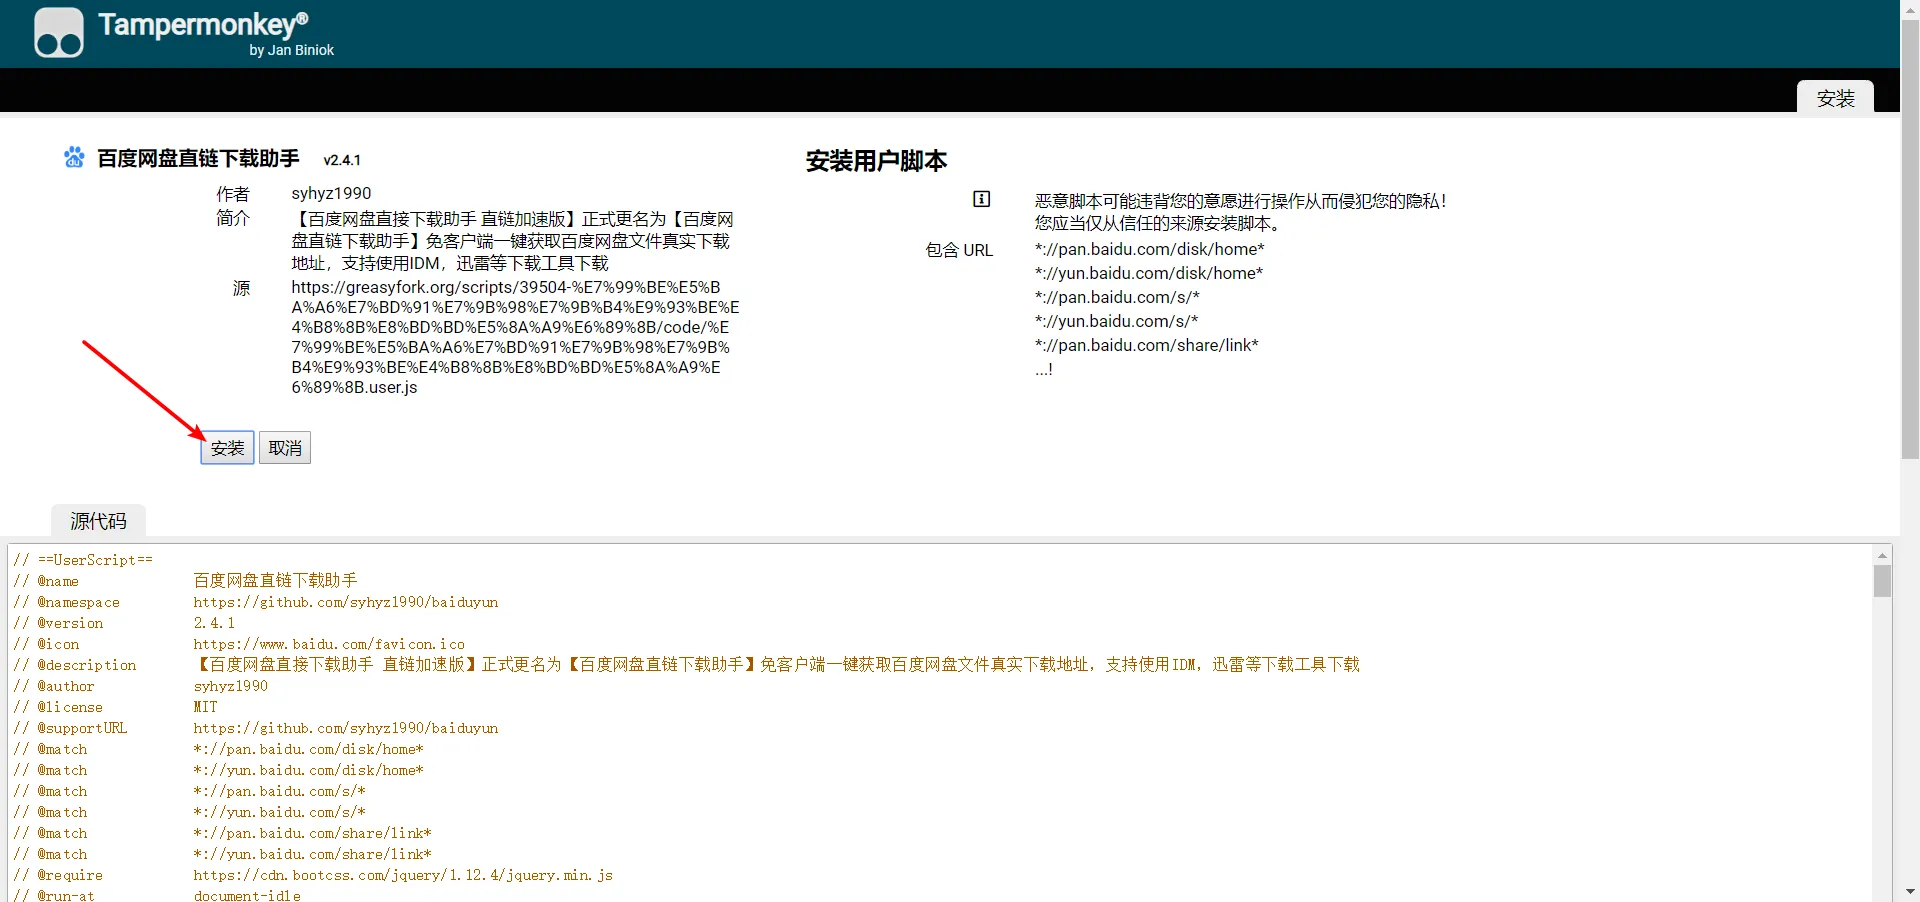 Tampermonkey®
by Jan Biniok
安装
百度网盘直链下载助手 v2.4.1
作者 syhyz1990
简介 【百度网盘直接下载助手 直链加速版】正式更名为【百度网
盘直链下载助手】免客户端一键获取百度网盘文件真实下载
地址，支持使用IDM，迅雷等下载工具下载
源 https://greasyfork.org/scripts/39504-%E7%99%BE%E5%B
A%A6%E7%BD%91%E7%9B%98%E7%9B%B4%E9%93%BE%E
4%B8%8B%E8%BD%BD%E5%8A%A9%E6%89%8B/code/%E
7%99%BE%E5%BA%A6%E7%BD%91%E7%9B%98%E7%9B%
B4%E9%93%BE%E4%B8%8B%E8%BD%BD%E5%8A%A9%E
6%89%8B.user.js
安装 取消
安装用户脚本
恶意脚本可能违背您的意愿进行操作从而侵犯您的隐私！
您应当仅从信任的来源安装脚本。
包含 URL *://pan.baidu.com/disk/home*
*://yun.baidu.com/disk/home*
*://pan.baidu.com/s/*
*://yun.baidu.com/s/*
*://pan.baidu.com/share/link*
...!
源代码
// ==UserScript==
// @name 百度网盘直链下载助手
// @namespace https://github.com/syhyz1990/baiduyun
// @version 2.4.1
// @icon https://www.baidu.com/favicon.ico
// @description 【百度网盘直接下载助手 直链加速版】正式更名为【百度网盘直链下载助手】免客户端一键获取百度网盘文件真实下载地址，支持使用IDM，迅雷等下载工具下载
// @author syhyz1990
// @license MIT
// @supportURL https://github.com/syhyz1990/baiduyun
// @match *://pan.baidu.com/disk/home*
// @match *://yun.baidu.com/disk/home*
// @match *://pan.baidu.com/s/*
// @match *://yun.baidu.com/s/*
// @match *://pan.baidu.com/share/link*
// @match *://yun.baidu.com/share/link*
// @require https://cdn.bootcss.com/jquery/1.12.4/jquery.min.js
// @run-at document-idle